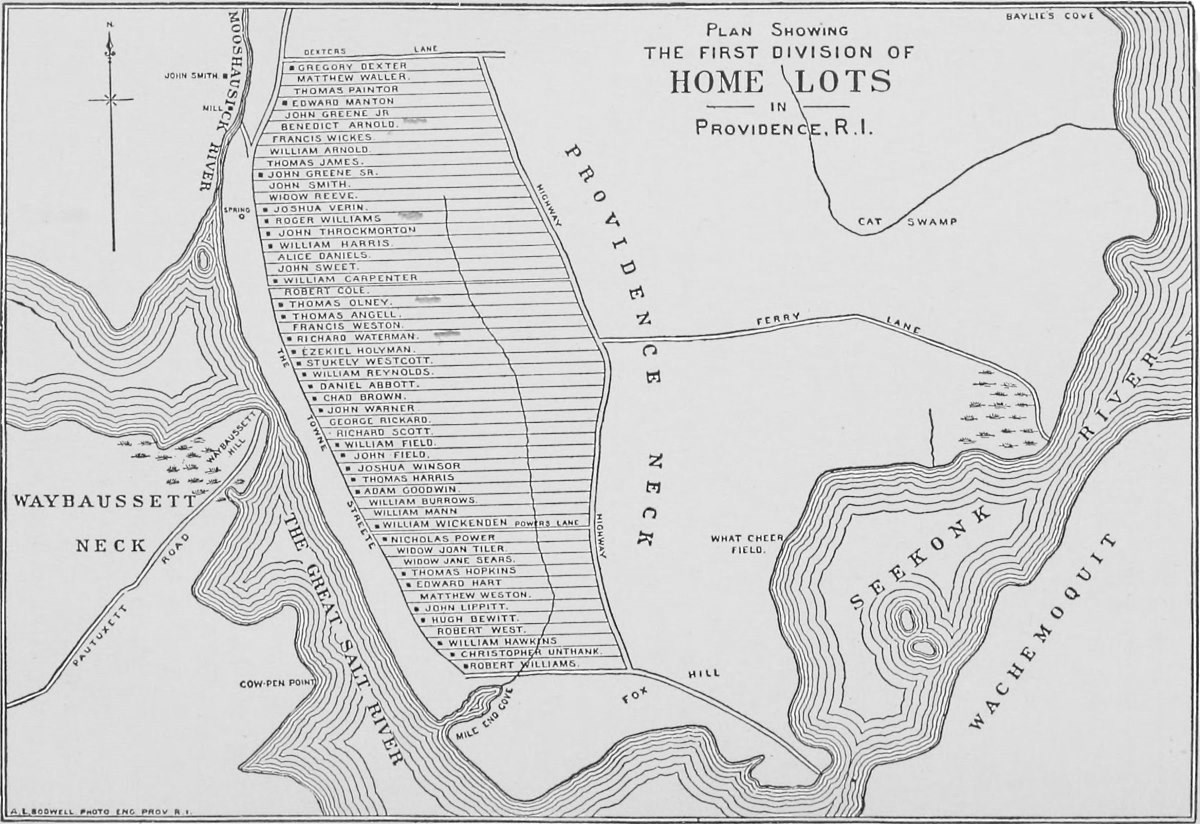 PLAN SHOWING
THE FIRST DIVISION OF
HOME LOTS
IN
PROVIDENCE, R.I.
BAYLIE'S COVE
N.
MOOSHAUSICK RIVER
JOHN SMITH.
MILL
SPRING
DEXTERS LANE
GREGORY DEXTER
MATTHEW WALLER.
THOMAS PAINTOR
EDWARD MANTON
JOHN GREENE JR
BENEDICT ARNOLD.
FRANCIS WICKES.
WILLIAM ARNOLD.
THOMAS JAMES.
JOHN GREENE SR.
JOHN SMITH.
WIDOW REEVE.
JOSHUA VERIN.
ROGER WILLIAMS
JOHN THROCKMORTON
WILLIAM HARRIS.
ALICE DANIELS.
JOHN SWEET.
WILLIAM CARPENTER
ROBERT COLE.
THOMAS OLNEY.
THOMAS ANGELL.
FRANCIS WESTON.
RICHARD WATERMAN.
EZEKIEL HOLYMAN.
STUKELY WESTCOTT.
WILLIAM REYNOLDS.
DANIEL ABBOTT.
CHAD BROWN.
JOHN WARNER
GEORGE RICKARD.
RICHARD SCOTT.
WILLIAM FIELD.
JOHN FIELD.
JOSHUA WINSOR
THOMAS HARRIS
ADAM GOODWIN.
WILLIAM BURROWS.
WILLIAM MANN
WILLIAM WICKENDEN POWERS LANE
NICHOLAS POWER
WIDOW JOAN TILER.
WIDOW JANE SEARS.
THOMAS HOPKINS
EDWARD HART
MATTHEW WESTON.
JOHN LIPPITT.
HUGH BEWITT.
ROBERT WEST.
WILLIAM HAWKINS
CHRISTOPHER UNTHANK.
ROBERT WILLIAMS.
THE TOWNE STREETE
HIGHWAY
HIGHWAY
PROVIDENCE NECK
CAT SWAMP
FERRY LANE
WHAT CHEER
FIELD.
SEEKONK RIVER
WACHEMOQUIT
FOX HILL
MILE END COVE
THE GREAT SALT RIVER
COW-PEN POINT
WAYBAUSSETT
HILL
WAYBAUSSETT
NECK
PAUTUXETT ROAD
A.L. BODWELL PHOTO ENG. PROV R.I.